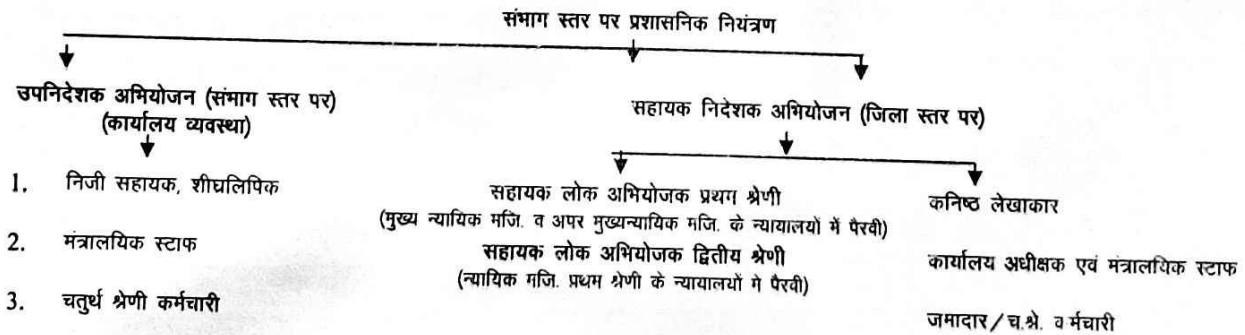 संभाग स्तर पर प्रशासनिक नियंत्रण
उपनिदेशक अभियोजन (संभाग स्तर पर)
(कार्यालय व्यवस्था)
1. निजी सहायक, शीघ्रलिपिक
2. मंत्रालयिक स्टाफ
3. चतुर्थ श्रेणी कर्मचारी
सहायक निदेशक अभियोजन (जिला स्तर पर)
सहायक लोक अभियोजक प्रथम श्रेणी
(मुख्य न्यायिक मजि. व अपर मुख्यन्यायिक मजि. के न्यायालयों में पैरवी)
सहायक लोक अभियोजक द्वितीय श्रेणी
(न्यायिक मजि. प्रथम श्रेणी के न्यायालयों मे पैरवी)
कनिष्ठ लेखाकार
कार्यालय अधीक्षक एवं मंत्रालयिक स्टाफ
जमादार/च.श्रे. कर्मचारी